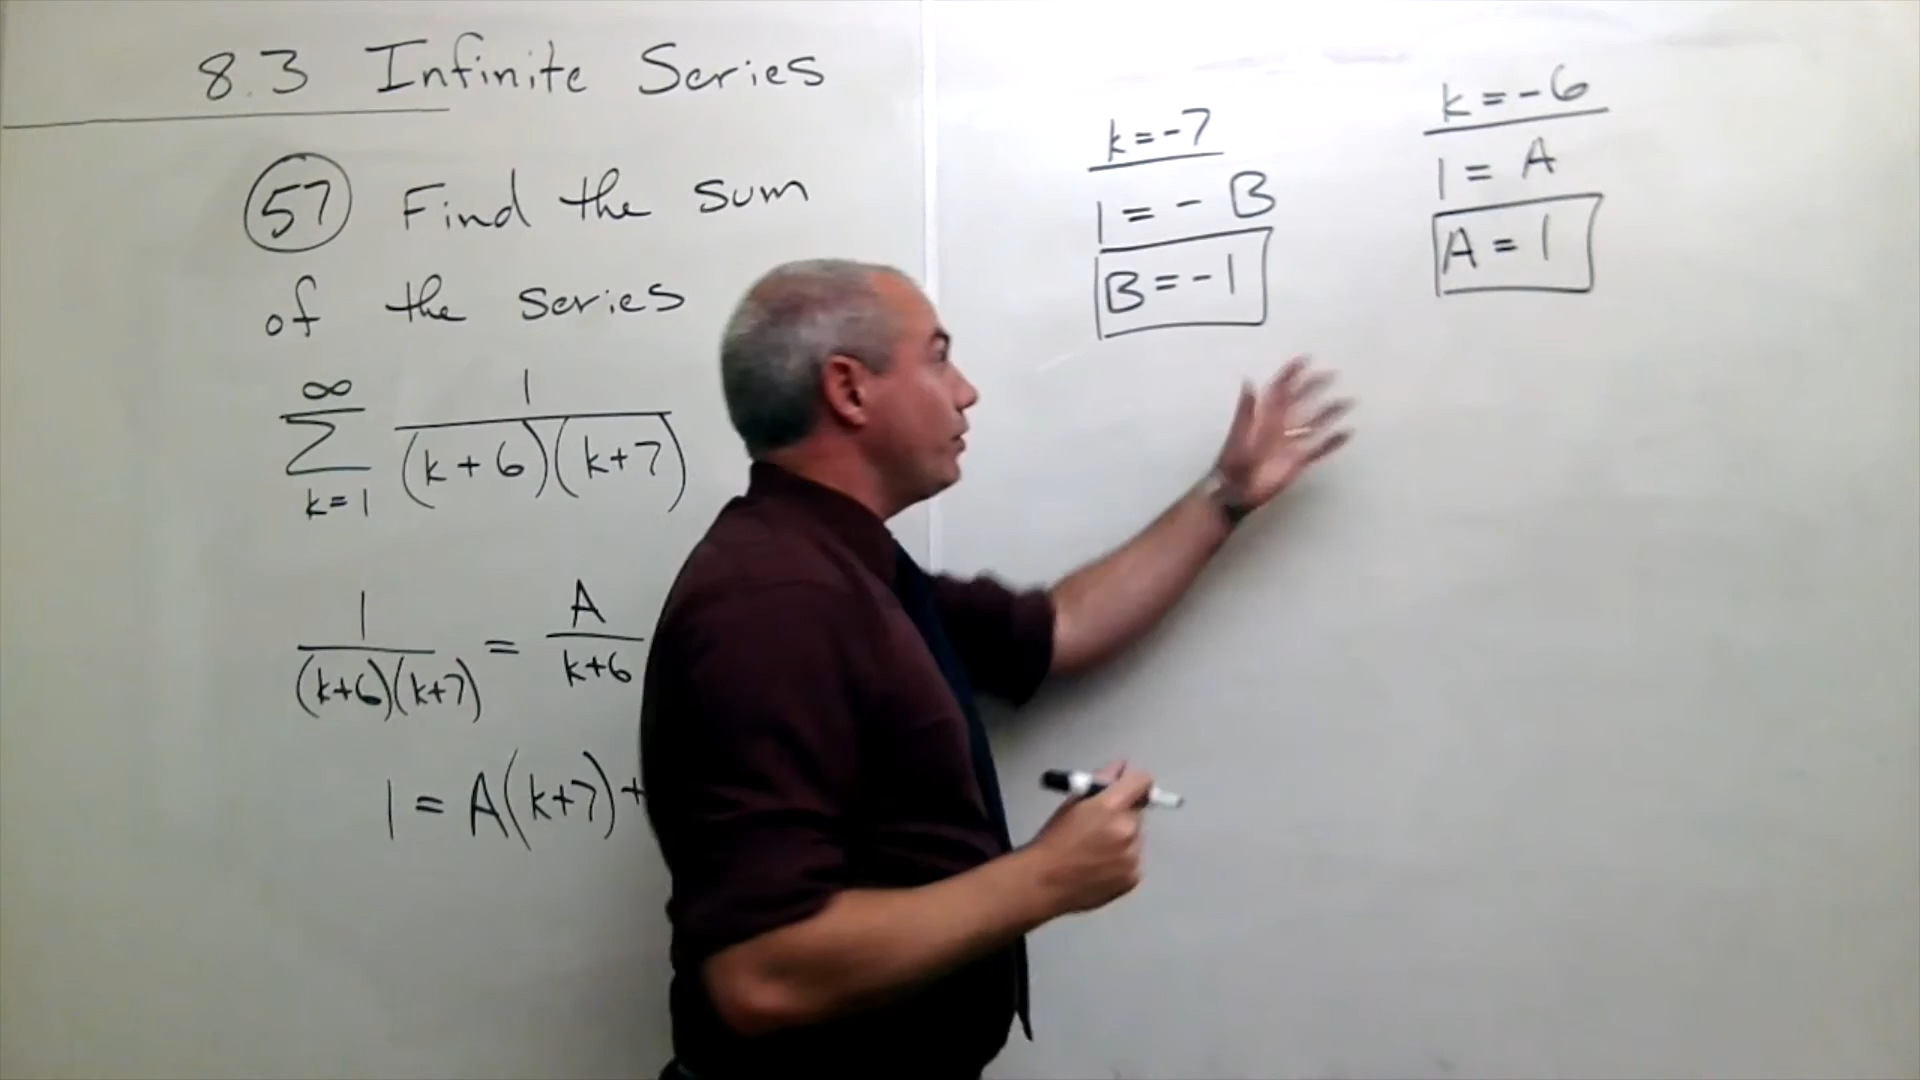 8.3 Infinite Series
57 Find the sum
of the series
∞
∑ 1/(k+6)(k+7)
k=1
1/(k+6)(k+7) = A/k+6
1 = A(k+7)+
k=-7
1 = - B
B = -1
k = -6
1 = A
A = 1